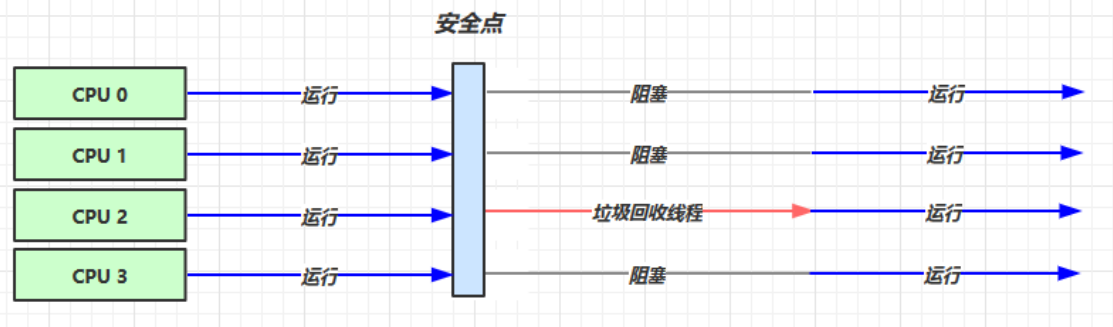 安全点
CPU 0 运行 阻塞 运行
CPU 1 运行 阻塞 运行
CPU 2 运行 垃圾回收线程 运行
CPU 3 运行 阻塞 运行